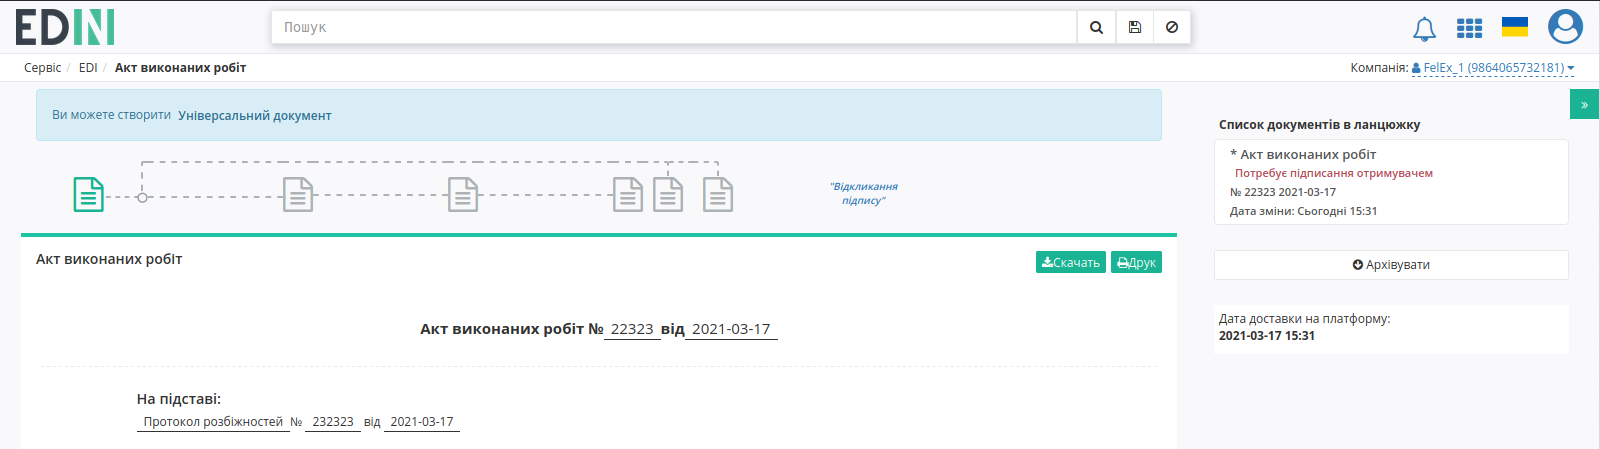 EDIN
Пошук
Сервіс / EDI / Акт виконаних робіт
Компанія: FelEx_1 (9864065732181)
Ви можете створити Універсальний документ
"Відкликання
підпису"
Акт виконаних робіт
Скачать Друк
Акт виконаних робіт № 22323 від 2021-03-17
На підставі:
Протокол розбіжностей № 232323 від 2021-03-17
»
Список документів в ланцюжку
* Акт виконаних робіт
Потребує підписання отримувачем
№ 22323 2021-03-17
Дата зміни: Сьогодні 15:31
Архівувати
Дата доставки на платформу:
2021-03-17 15:31